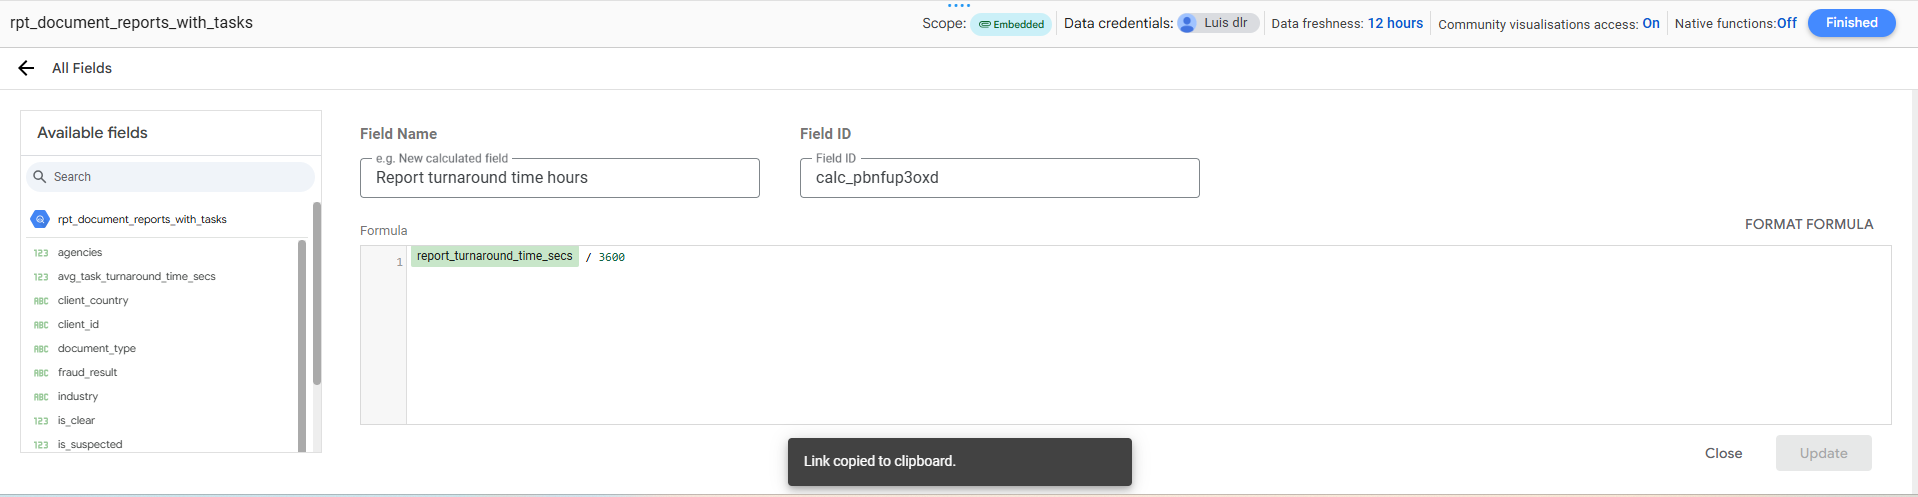 rpt_document_reports_with_tasks
Scope: Embedded Data credentials: Luis dlr Data freshness: 12 hours Community visualisations access: On Native functions:Off Finished
All Fields
Available fields
Search
rpt_document_reports_with_tasks
123 agencies
123 avg_task_turnaround_time_secs
ABC client_country
ABC client_id
ABC document_type
ABC fraud_result
ABC industry
123 is_clear
123 is_suspected
Field Name
e.g. New calculated field
Report turnaround time hours
Field ID
Field ID
calc_pbnfup3oxd
Formula
FORMAT FORMULA
1 report_turnaround_time_secs / 3600
Close Update
Link copied to clipboard.